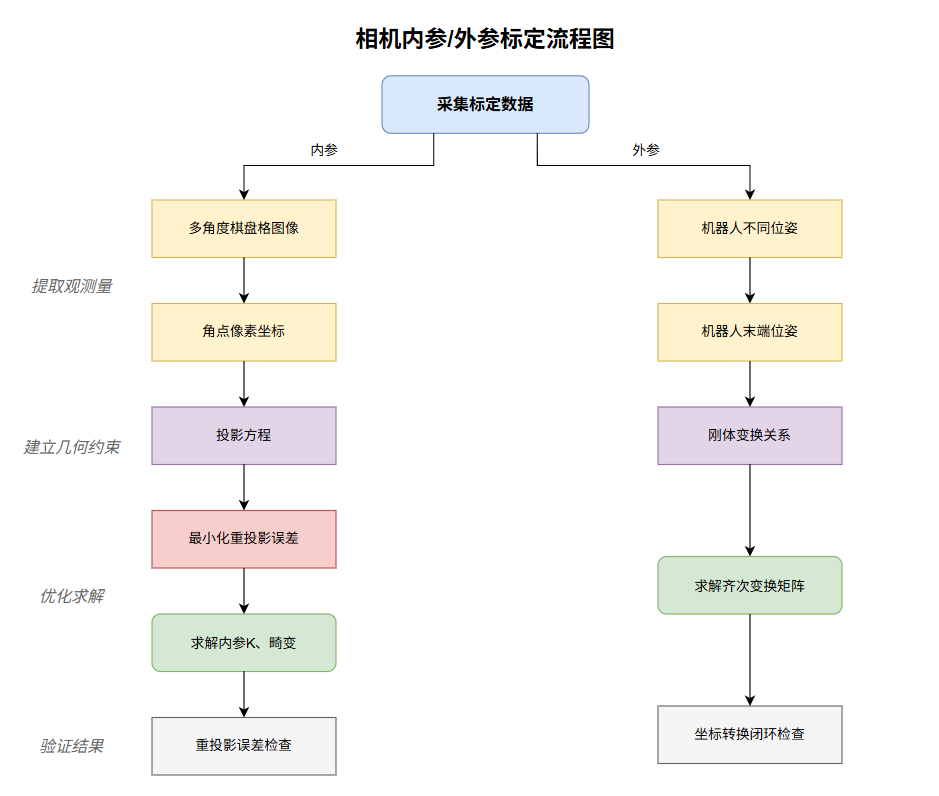 相机内参/外参标定流程图
采集标定数据
内参
外参
多角度棋盘格图像
机器人不同位姿
提取观测量
角点像素坐标
机器人末端位姿
建立几何约束
投影方程
刚体变换关系
最小化重投影误差
优化求解
求解齐次变换矩阵
求解内参K、畸变
验证结果
重投影误差检查
坐标转换闭环检查